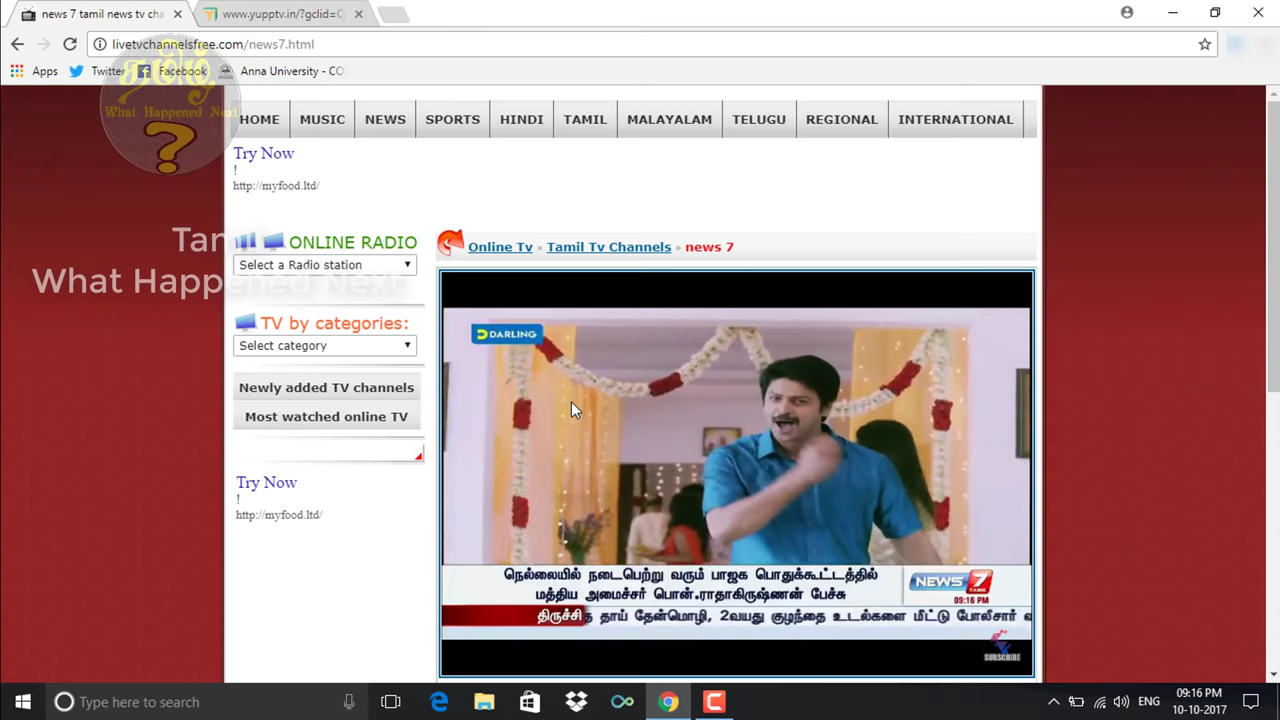 news 7 tamil news tv cha
www.yupptv.in/?gclid=C
livetvchannelsfree.com/news7.html
Apps
Twitter
Facebook
Anna University - CO
தமிழ்
What Happened Next
?
Tamil
What Happened Next
HOME
MUSIC
NEWS
SPORTS
HINDI
TAMIL
MALAYALAM
TELUGU
REGIONAL
INTERNATIONAL
Try Now
!
http://myfood.ltd/
ONLINE RADIO
Select a Radio station
TV by categories:
Select category
Newly added TV channels
Most watched online TV
Try Now
!
http://myfood.ltd/
Online Tv » Tamil Tv Channels » news 7
DARLING
நெல்லையில் நடைபெற்று வரும் பாஜக பொதுக்கூட்டத்தில்
மத்திய அமைச்சர் பொன்.ராதாகிருஷ்ணன் பேச்சு
NEWS 7
TAMIL
09:16 PM
திருச்சி
தாய் தேன்மொழி, 2வயது குழந்தை உடல்களை மீட்டு போலீசார்
SUBSCRIBE
Type here to search
ENG
09:16 PM
10-10-2017